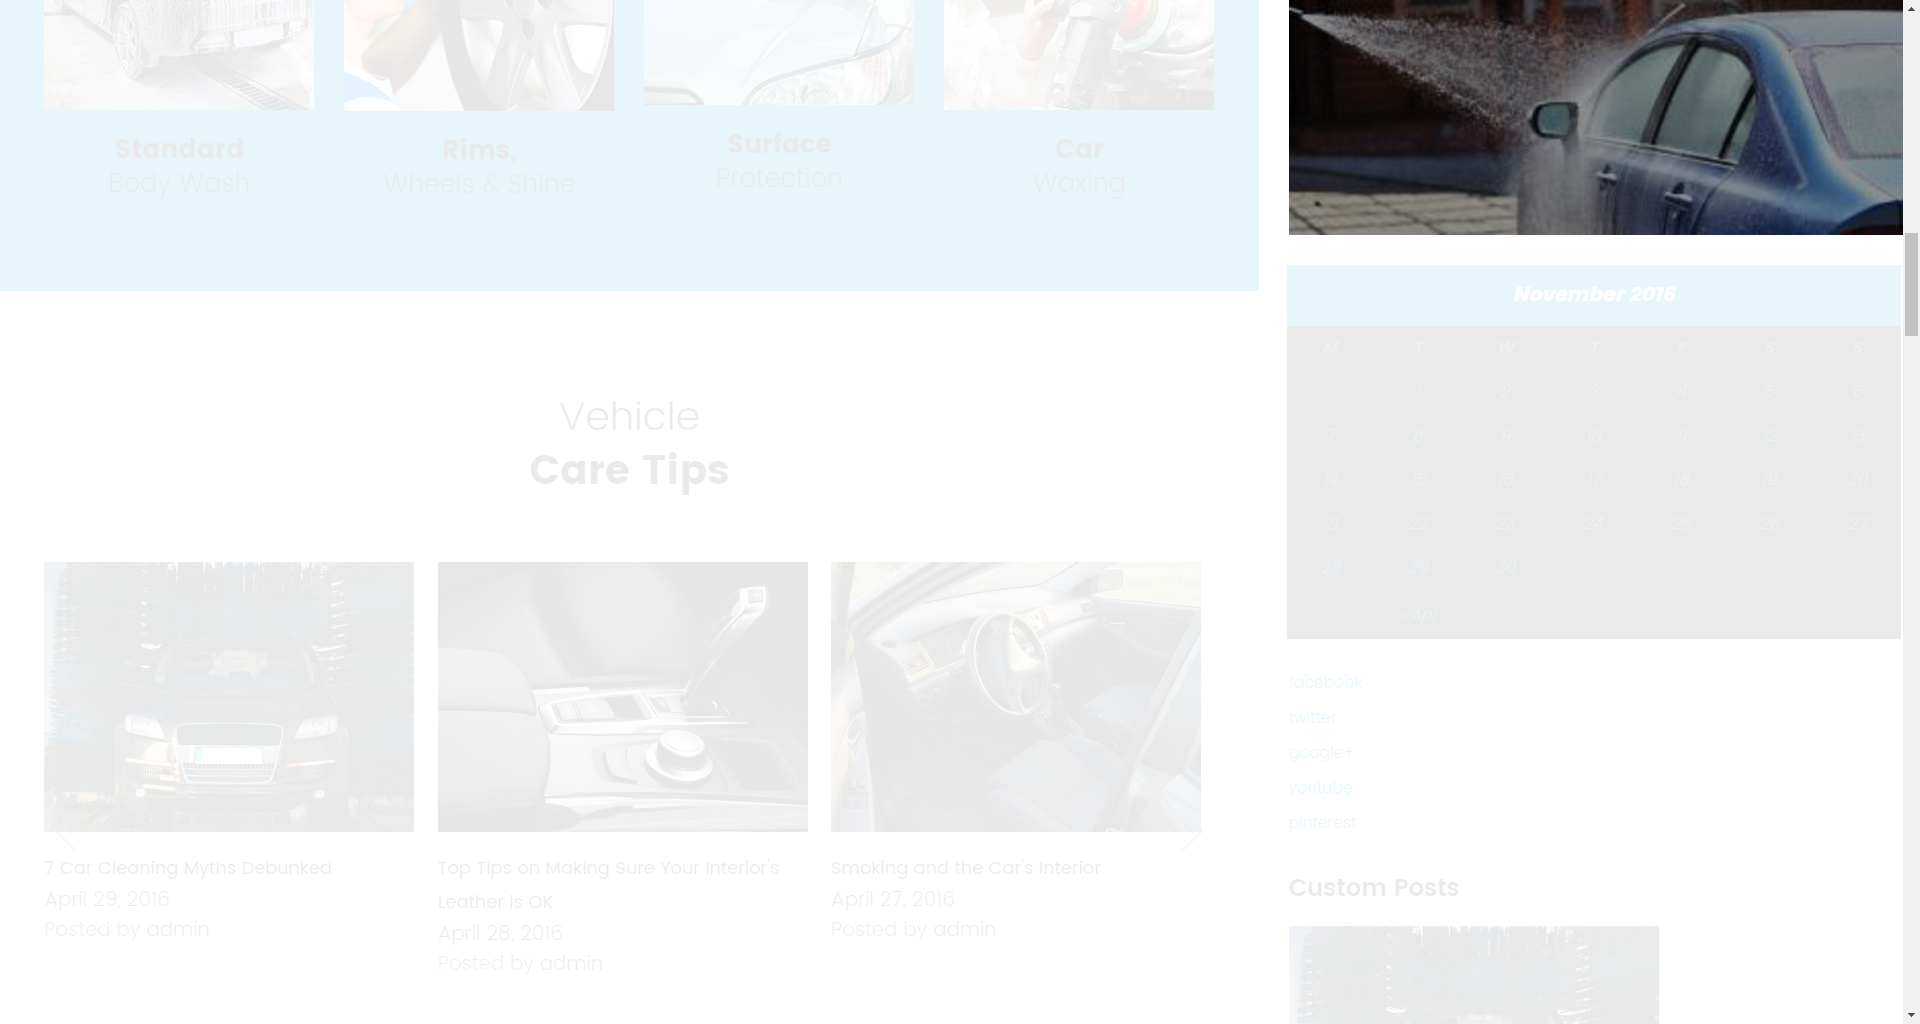 Standard
Body Wash
Rims,
Wheels & Shine
Surface
Protection
Car
Waxing
Vehicle
Care Tips
7 Car Cleaning Myths Debunked
April 29, 2016
Posted by admin
Top Tips on Making Sure Your Interior's
Leather is OK
April 28, 2016
Posted by admin
Smoking and the Car's Interior
April 27, 2016
Posted by admin
November 2016
M T W T F S S
1 2 3 4 5 6
7 8 9 10 11 12 13
14 15 16 17 18 19 20
21 22 23 24 25 26 27
28 29 30
« Apr
facebook
twitter
google+
youtube
pinterest
Custom Posts